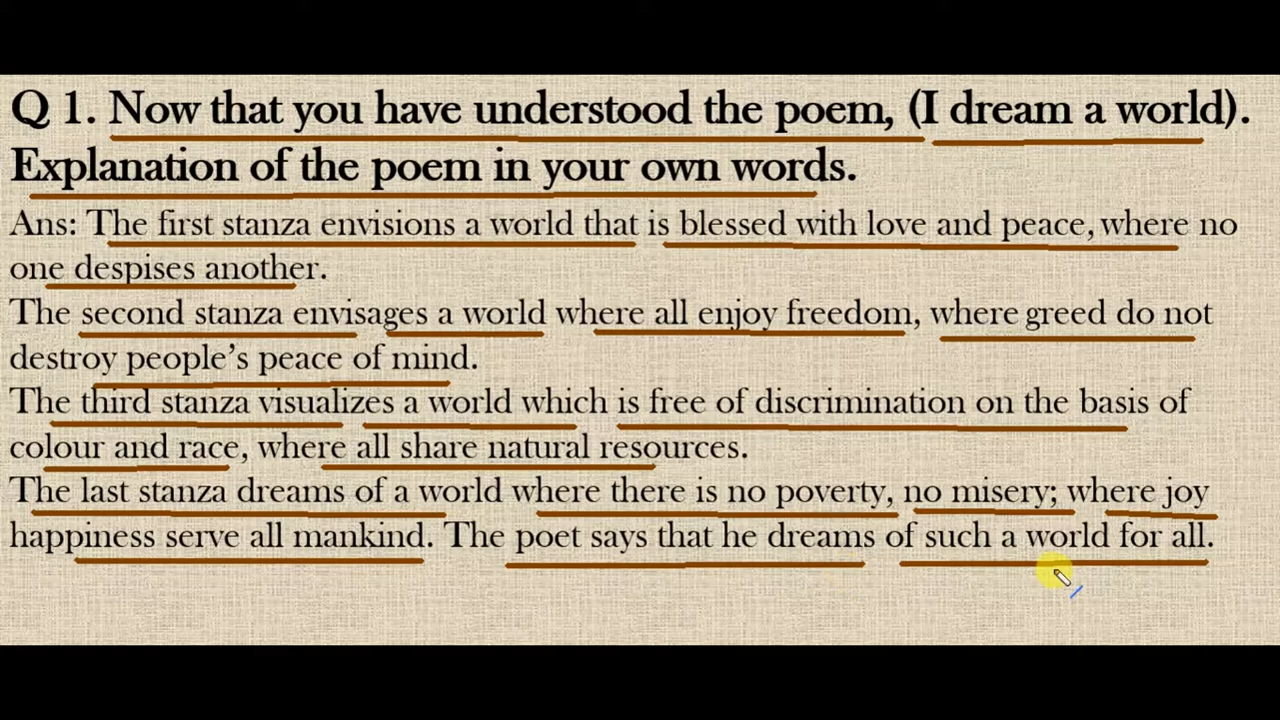 Q 1. Now that you have understood the poem, (I dream a world).
Explanation of the poem in your own words.
Ans: The first stanza envisions a world that is blessed with love and peace, where no
one despises another.
The second stanza envisages a world where all enjoy freedom, where greed do not
destroy people’s peace of mind.
The third stanza visualizes a world which is free of discrimination on the basis of
colour and race, where all share natural resources.
The last stanza dreams of a world where there is no poverty, no misery; where joy
happiness serve all mankind. The poet says that he dreams of such a world for all.